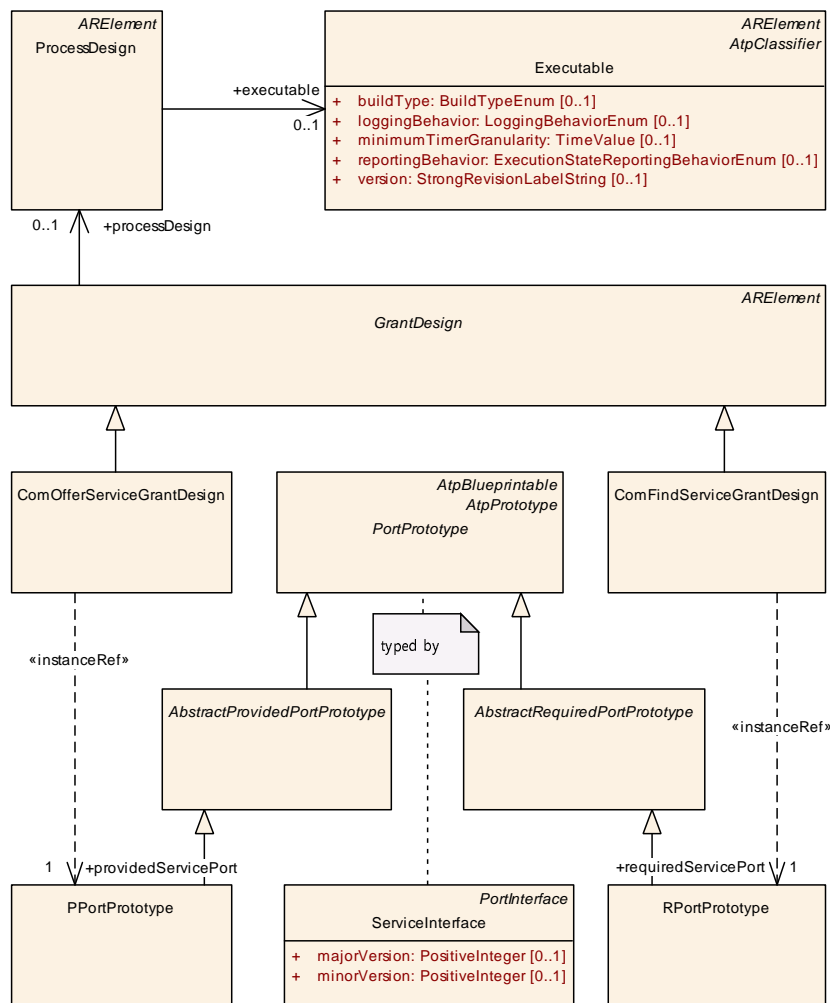 ARElement
ProcessDesign
ARElement
AtpClassifier
Executable
+ buildType: BuildTypeEnum [0..1]
+ loggingBehavior: LoggingBehaviorEnum [0..1]
+ minimumTimerGranularity: TimeValue [0..1]
+ reportingBehavior: ExecutionStateReportingBehaviorEnum [0..1]
+ version: StrongRevisionLabelString [0..1]
+executable
0..1
0..1
+processDesign
ARElement
GrantDesign
ComOfferServiceGrantDesign
AtpBlueprintable
AtpPrototype
PortPrototype
ComFindServiceGrantDesign
typed by
«instanceRef»
AbstractProvidedPortPrototype
AbstractRequiredPortPrototype
«instanceRef»
1
+providedServicePort
+requiredServicePort
1
PPortPrototype
PortInterface
ServiceInterface
+ majorVersion: PositiveInteger [0..1]
+ minorVersion: PositiveInteger [0..1]
RPortPrototype